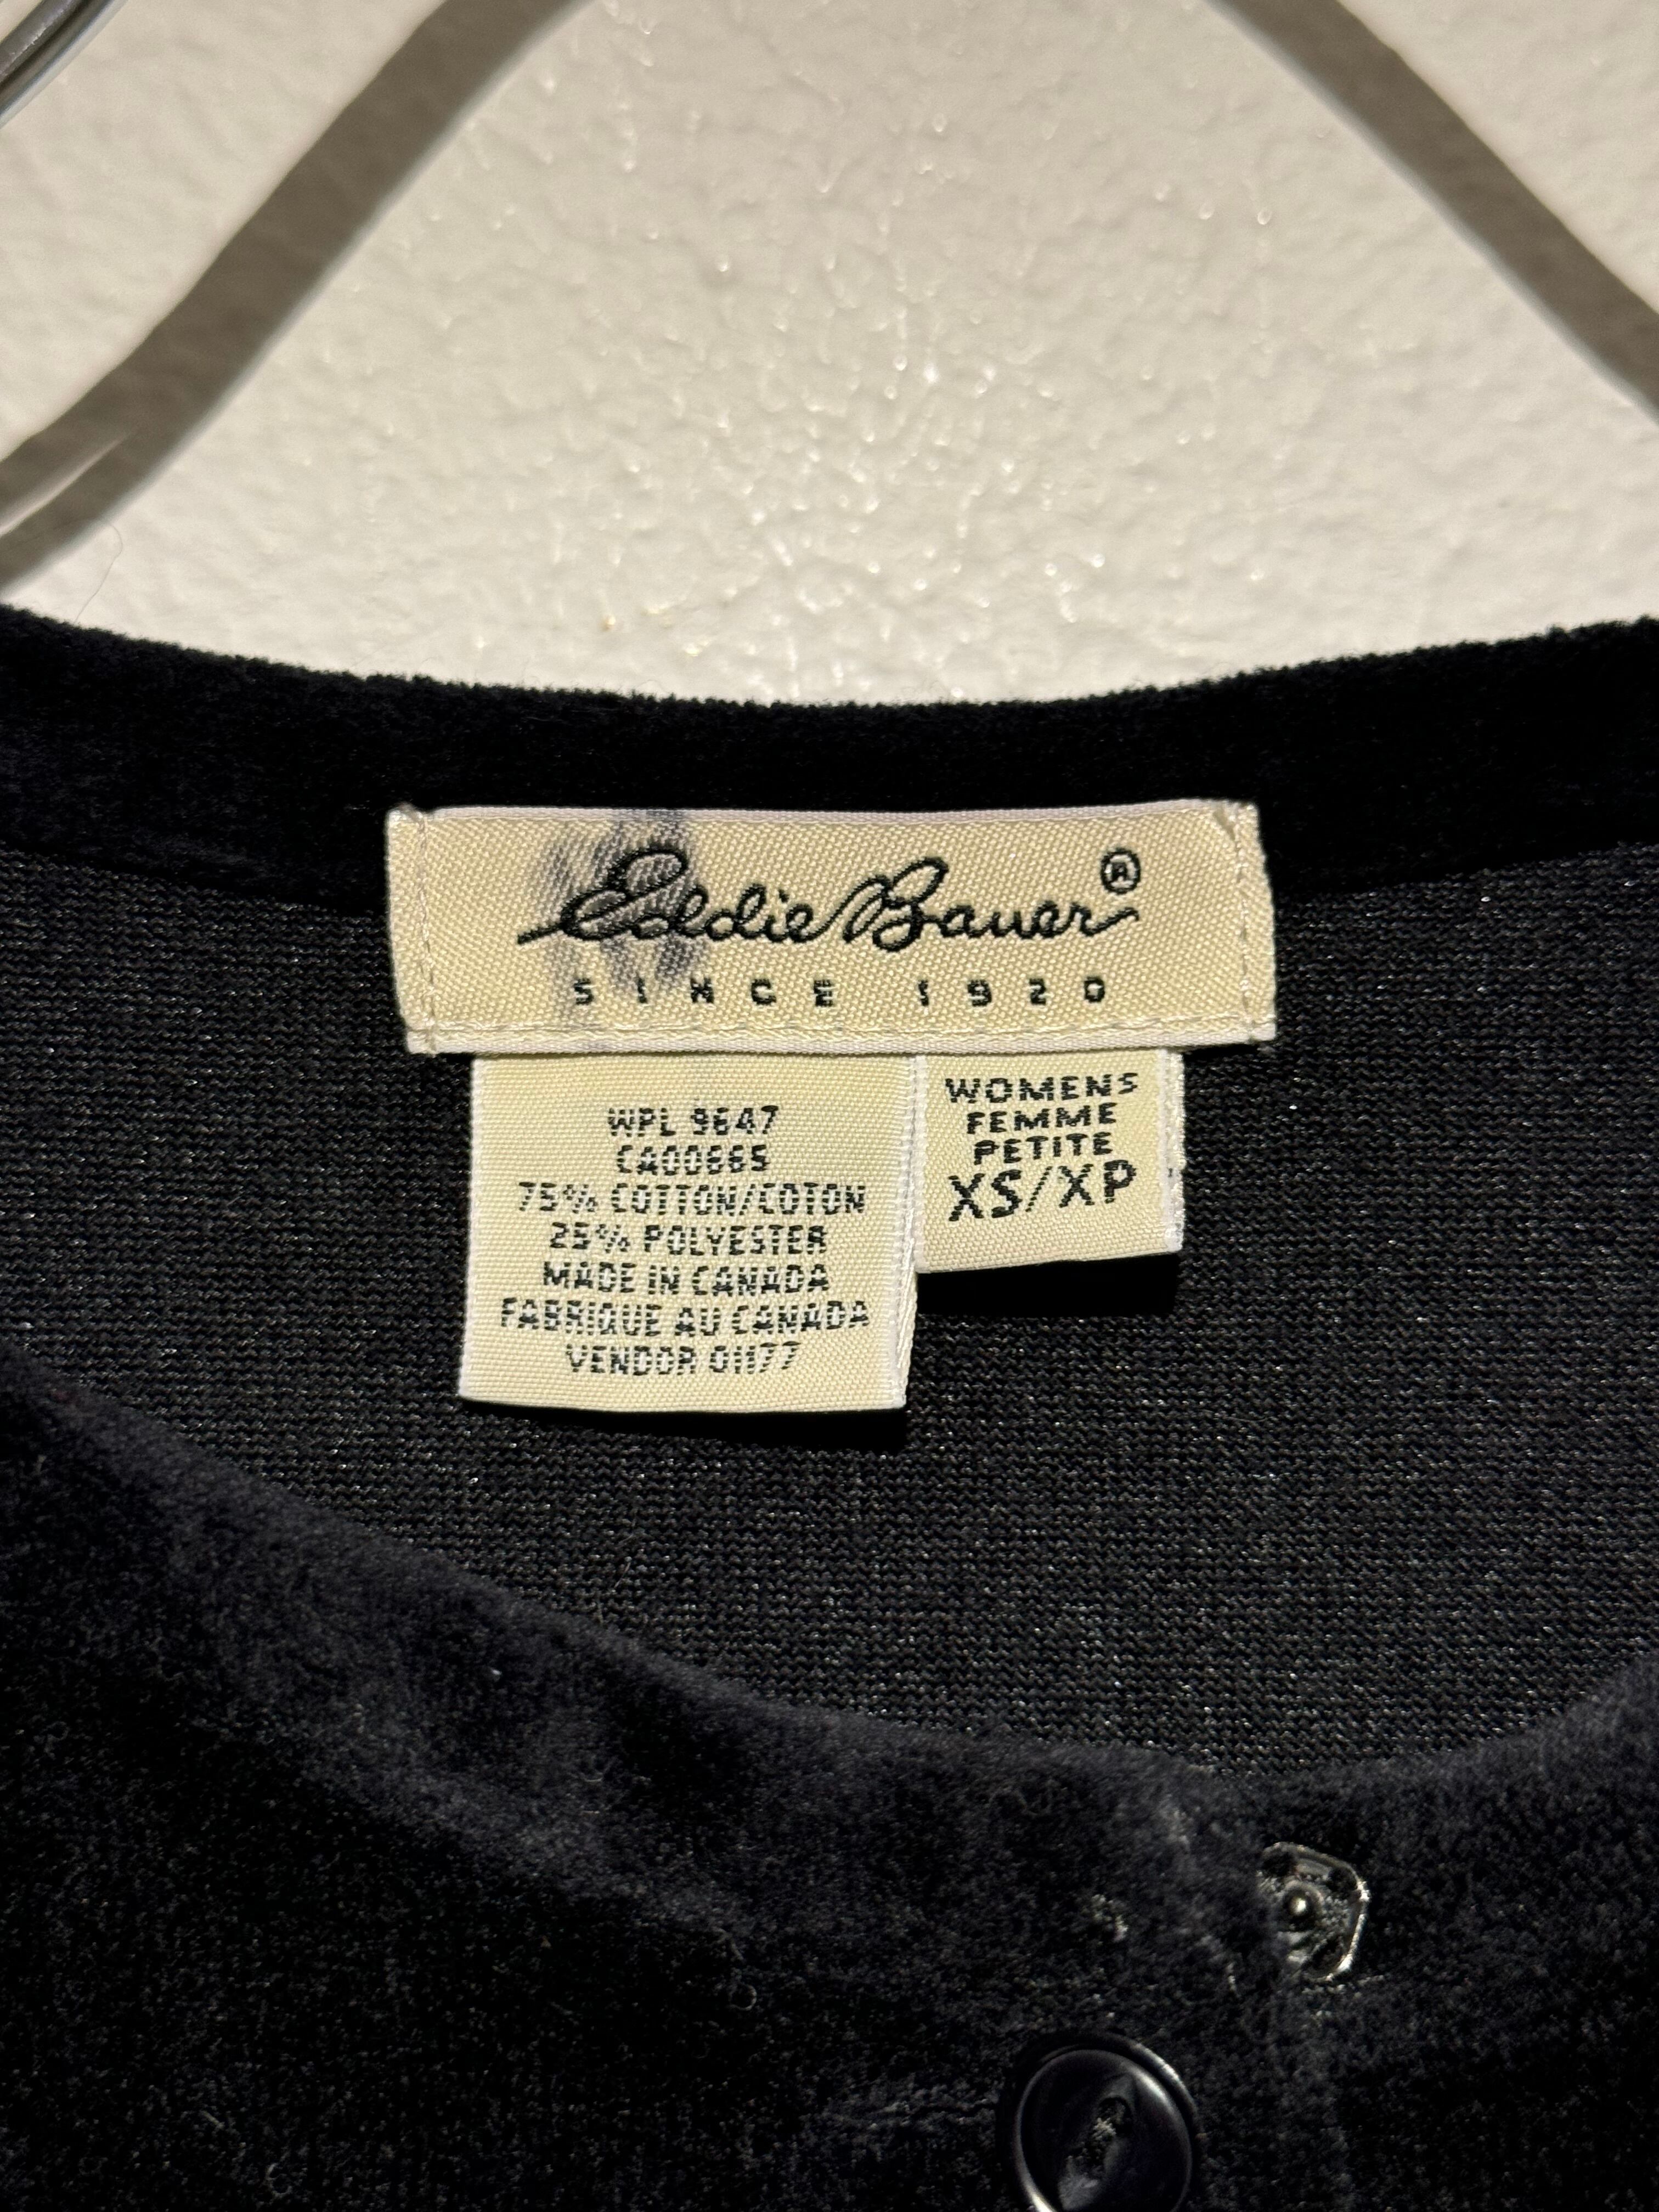 Eddie Bauer®
SINCE 1920
WPL 9647
CA00665
75% COTTON/COTON
25% POLYESTER
MADE IN CANADA
FABRIQUE AU CANADA
VENDOR 01177
WOMENS
FEMME
PETITE
XS/XP